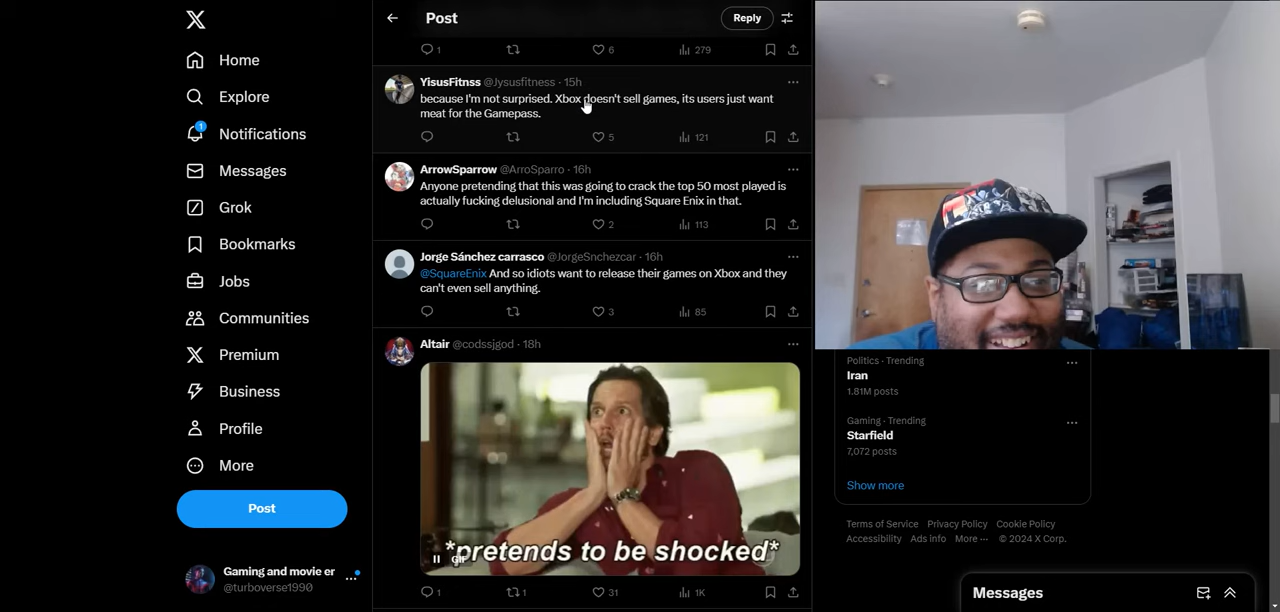 Home
Explore
1
Notifications
Messages
Grok
Bookmarks
Jobs
Communities
Premium
Business
Profile
More
Post
Gaming and movie er
@turboverse1990
Post
Reply
1
6
279
YisusFitnss @Jysusfitness · 15h
because I'm not surprised. Xbox doesn't sell games, its users just want
meat for the Gamepass.
5
121
ArrowSparrow @ArroSparro · 16h
Anyone pretending that this was going to crack the top 50 most played is
actually fucking delusional and I'm including Square Enix in that.
2
113
Jorge Sánchez carrasco @JorgeSnchezcar · 16h
@SquareEnix And so idiots want to release their games on Xbox and they
can't even sell anything.
3
85
Altair @codssjgod · 18h
*pretends to be shocked*
GIF
1
1
31
1K
Politics · Trending
Iran
1.81M posts
Gaming · Trending
Starfield
7,072 posts
Show more
Terms of Service Privacy Policy Cookie Policy
Accessibility Ads info More ··· © 2024 X Corp.
Messages